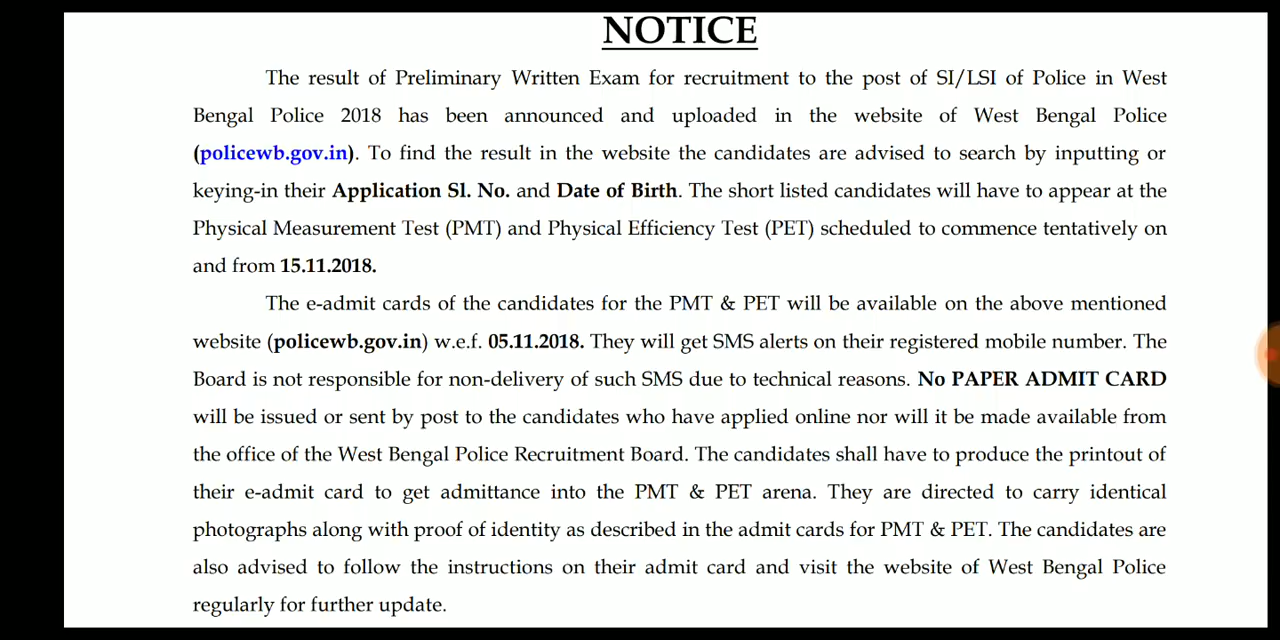 NOTICE
The result of Preliminary Written Exam for recruitment to the post of SI/LSI of Police in West
Bengal Police 2018 has been announced and uploaded in the website of West Bengal Police
(policewb.gov.in). To find the result in the website the candidates are advised to search by inputting or
keying-in their Application Sl. No. and Date of Birth. The short listed candidates will have to appear at the
Physical Measurement Test (PMT) and Physical Efficiency Test (PET) scheduled to commence tentatively on
and from 15.11.2018.
The e-admit cards of the candidates for the PMT & PET will be available on the above mentioned
website (policewb.gov.in) w.e.f. 05.11.2018. They will get SMS alerts on their registered mobile number. The
Board is not responsible for non-delivery of such SMS due to technical reasons. No PAPER ADMIT CARD
will be issued or sent by post to the candidates who have applied online nor will it be made available from
the office of the West Bengal Police Recruitment Board. The candidates shall have to produce the printout of
their e-admit card to get admittance into the PMT & PET arena. They are directed to carry identical
photographs along with proof of identity as described in the admit cards for PMT & PET. The candidates are
also advised to follow the instructions on their admit card and visit the website of West Bengal Police
regularly for further update.